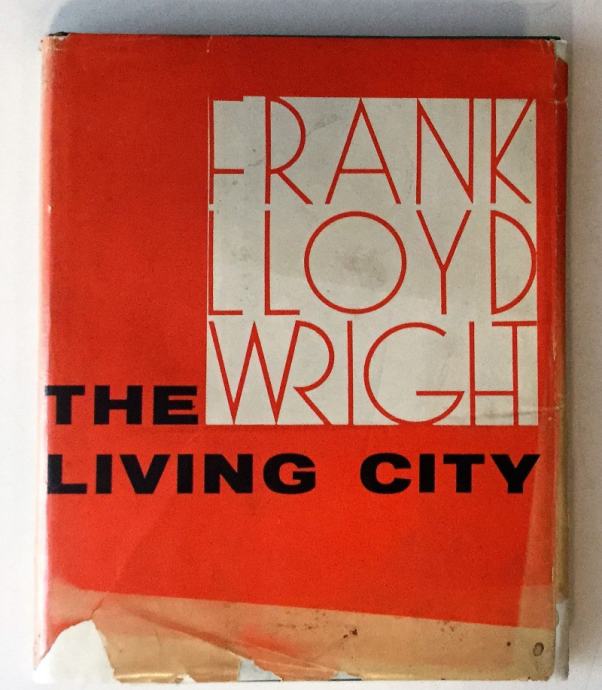 FRANK
LLOYD
WRIGHT
THE
LIVING CITY